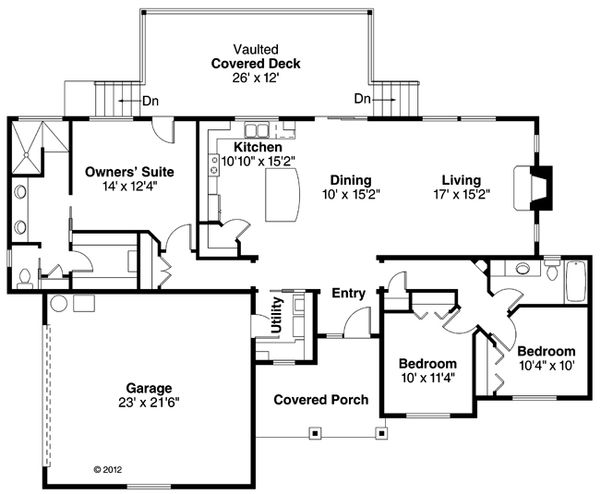 Vaulted
Covered Deck
26' x 12'
Dn
Dn
Owners' Suite
14' x 12'4"
Kitchen
10'10" x 15'2"
Dining
10' x 15'2"
Living
17' x 15'2"
Utility
Entry
Garage
23' x 21'6"
Covered Porch
Bedroom
10' x 11'4"
Bedroom
10'4" x 10'
© 2012